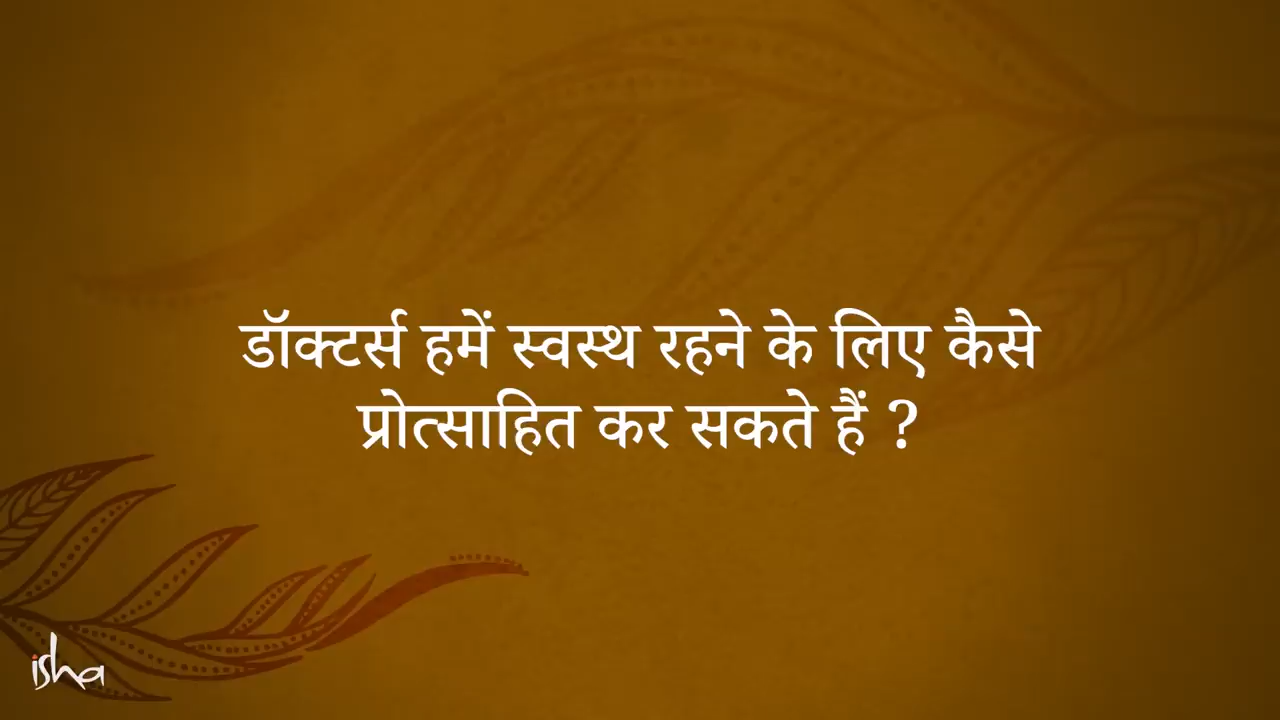 डॉक्टर्स हमें स्वस्थ रहने के लिए कैसे
प्रोत्साहित कर सकते हैं ?
isha